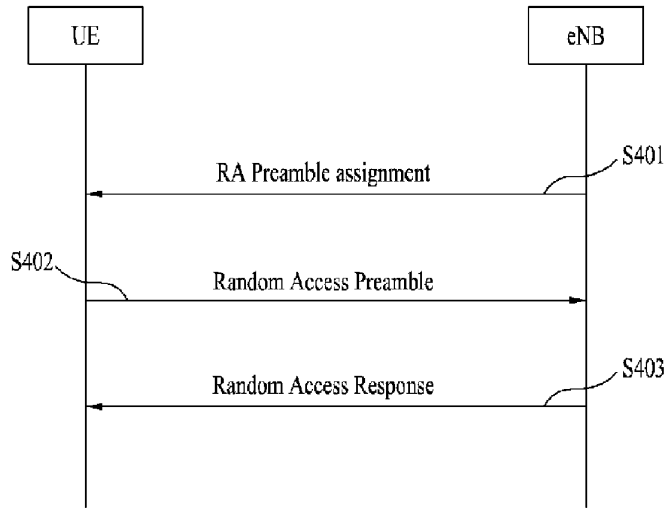 UE
eNB
S401
RA Preamble assignment
S402
Random Access Preamble
S403
Random Access Response